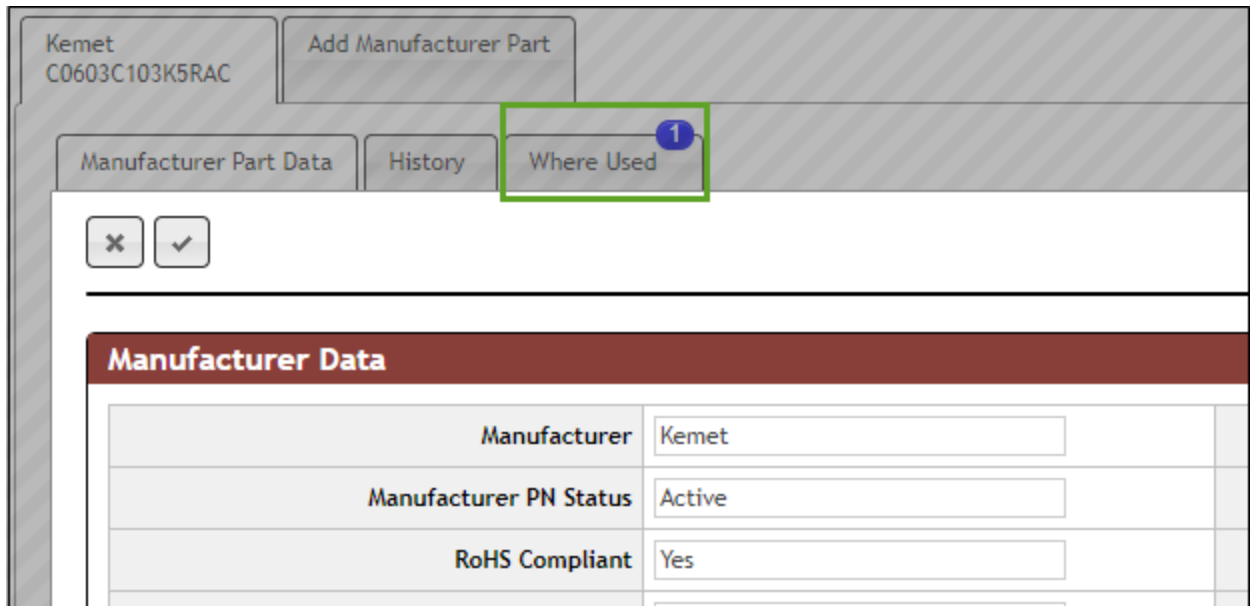 Kemet
C0603C103K5RAC
Add Manufacturer Part
Manufacturer Part Data
History
Where Used
1
Manufacturer Data
Manufacturer Kemet
Manufacturer PN Status Active
RoHS Compliant Yes